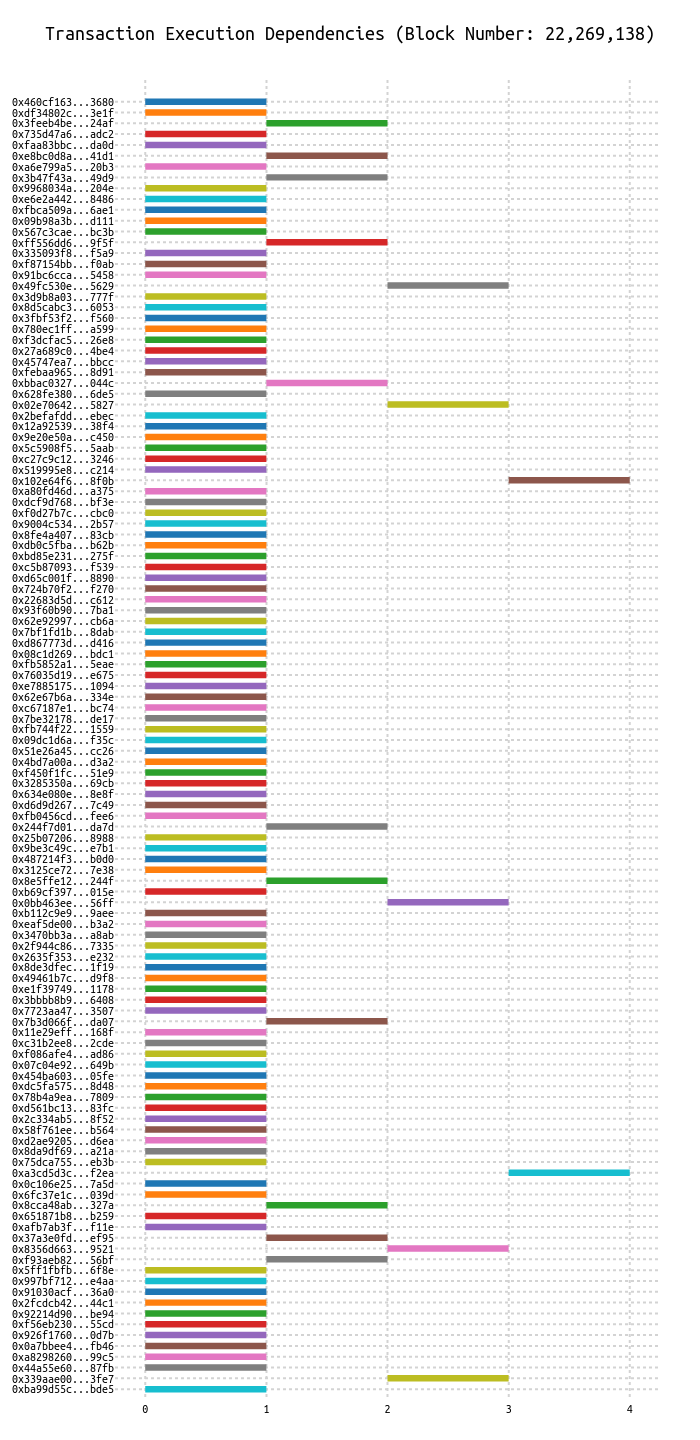 Transaction Execution Dependencies (Block Number: 22,269,138)
0x460cf163...3680
0xdf34802c...3e1f
0x3feeb4be...24af
0x735d47a6...adc2
0xfaa83bbc...da0d
0xe8bc0d8a...41d1
0xa6e799a5...20b3
0x3b47f43a...49d9
0x9968034a...204e
0xe6e2a442...8486
0xfbca509a...6ae1
0x09b98a3b...d111
0x567c3cae...bc3b
0xff556dd6...9f5f
0x335093f8...f5a9
0xf87154bb...f0ab
0x91bc6cca...5458
0x49fc530e...5629
0x3d9b8a03...777f
0x8d5cabc3...6053
0x3fbf53f2...f560
0x780ec1ff...a599
0xf3dcfac5...26e8
0x27a689c0...4be4
0x45747ea7...bbcc
0xfebaa965...8d91
0xbbac0327...044c
0x628fe380...6de5
0x02e70642...5827
0x2befafdd...ebec
0x12a92539...38f4
0x9e20e50a...c450
0x5c5908f5...5aab
0xc27c9c12...3246
0x519995e8...c214
0x102e64f6...8f0b
0xa80fd46d...a375
0xdcf9d768...bf3e
0xf0d27b7c...cbc0
0x9004c534...2b57
0x8fe4a407...83cb
0xdb0c5fba...b62b
0xbd85e231...275f
0xc5b87093...f539
0xd65c001f...8890
0x724b70f2...f270
0x22683d5d...c612
0x93f60b90...7ba1
0x62e92997...cb6a
0x7bf1fd1b...8dab
0xd867773d...d416
0x08c1d269...bdc1
0xfb5852a1...5eae
0x76035d19...e675
0xe7885175...1094
0x62e67b6a...334e
0xc67187e1...bc74
0x7be32178...de17
0xfb744f22...1559
0x09dc1d6a...f35c
0x51e26a45...cc26
0x4bd7a00a...d3a2
0xf450f1fc...51e9
0x3285350a...69cb
0x634e080e...8e8f
0xd6d9d267...7c49
0xfb0456cd...fee6
0x244f7d01...da7d
0x25b07206...8988
0x9be3c49c...e7b1
0x487214f3...b0d0
0x3125ce72...7e38
0x8e5ffe12...244f
0xb69cf397...015e
0x0bb463ee...56ff
0xb112c9e9...9aee
0xeaf5de00...b3a2
0x3470bb3a...a8ab
0x2f944c86...7335
0x2635f353...e232
0x8de3dfec...1f19
0x49461b7c...d9f8
0xe1f39749...1178
0x3bbbb8b9...6408
0x7723aa47...3507
0x7b3d066f...da07
0x11e29eff...168f
0xc31b2ee8...2cde
0xf086afe4...ad86
0x07c04e92...649b
0x454ba603...05fe
0xdc5fa575...8d48
0x78b4a9ea...7809
0xd561bc13...83fc
0x2c334ab5...8f52
0x58f761ee...b564
0xd2ae9205...d6ea
0x8da9df69...a21a
0x75dca755...eb3b
0xa3cd5d3c...f2ea
0x0c106e25...7a5d
0x6fc37e1c...039d
0x8cca48ab...327a
0x651871b8...b259
0xafb7ab3f...f11e
0x37a3e0fd...ef95
0x8356d663...9521
0xf93aeb82...56bf
0x5ff1fbfb...6f8e
0x997bf712...e4aa
0x91030acf...36a0
0x2fcdcb42...44c1
0x92214d90...be94
0xf56eb230...55cd
0x926f1760...0d7b
0x0a7bbee4...fb46
0xa8298260...99c5
0x44a55e60...87fb
0x339aae00...3fe7
0xba99d55c...bde5
0 1 2 3 4